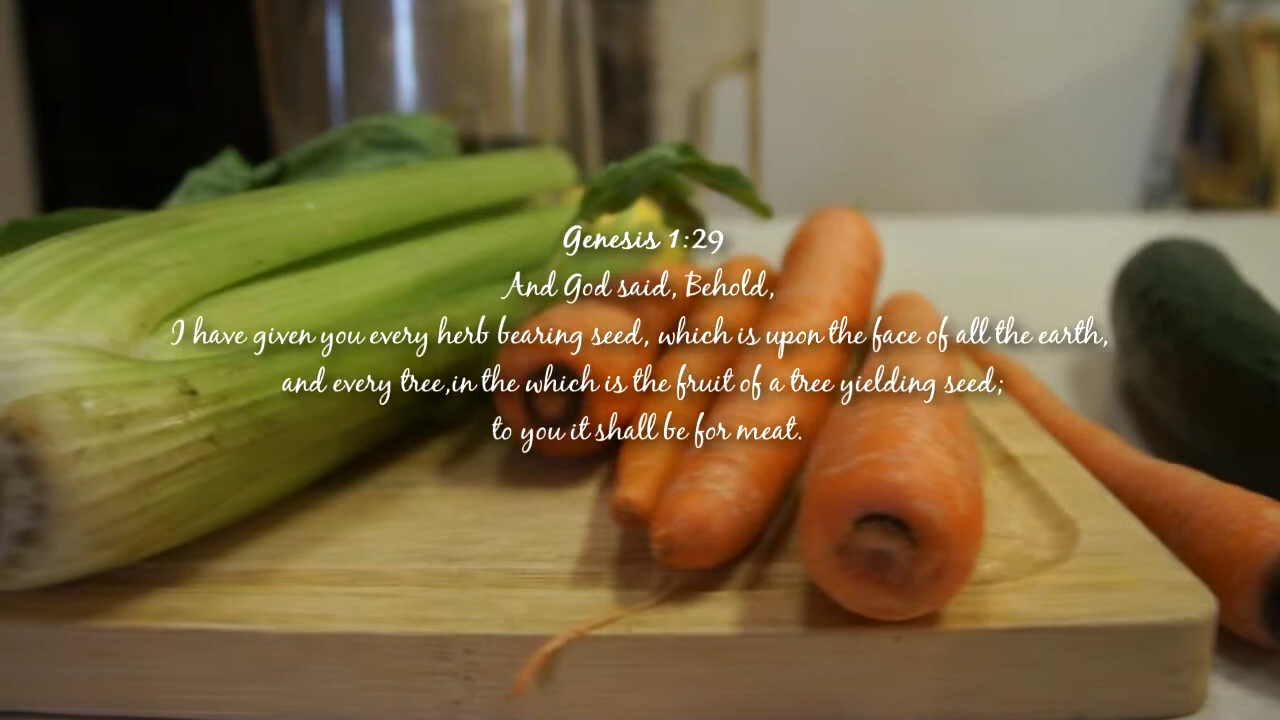 Genesis 1:29
And God said, Behold,
I have given you every herb bearing seed, which is upon the face of all the earth,
and every tree,in the which is the fruit of a tree yielding seed;
to you it shall be for meat.